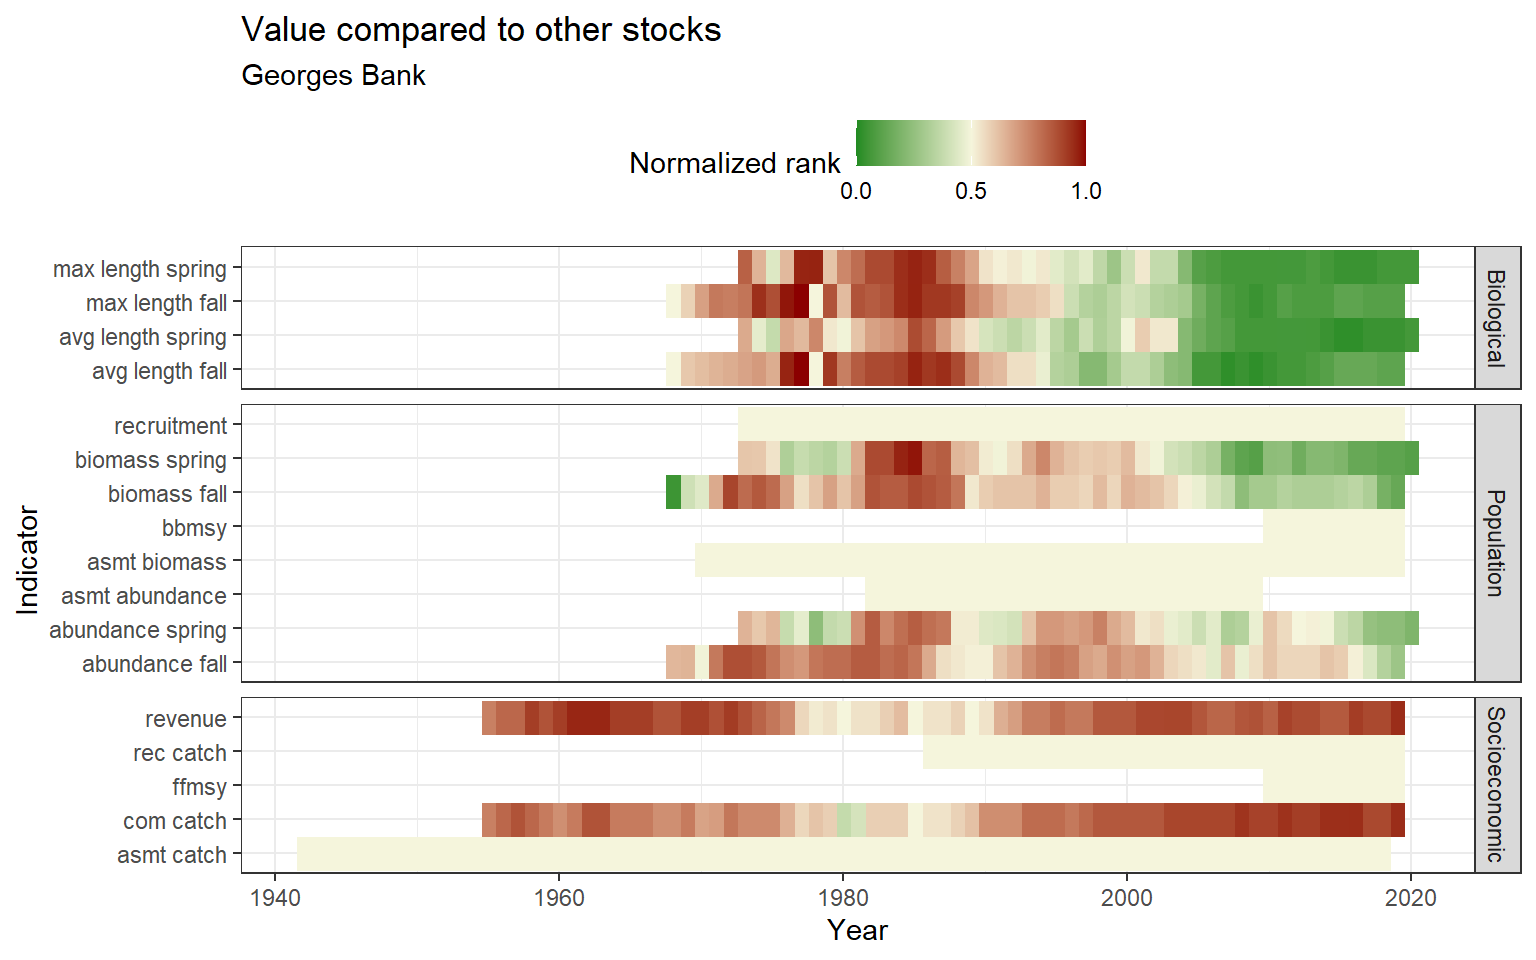 Value compared to other stocks
Georges Bank
Normalized rank
0.0 0.5 1.0
Indicator
max length spring
max length fall
avg length spring
avg length fall
Biological
recruitment
biomass spring
biomass fall
bbmsy
asmt biomass
asmt abundance
abundance spring
abundance fall
Population
revenue
rec catch
ffmsy
com catch
asmt catch
Socioeconomic
1940 1960 1980 2000 2020
Year